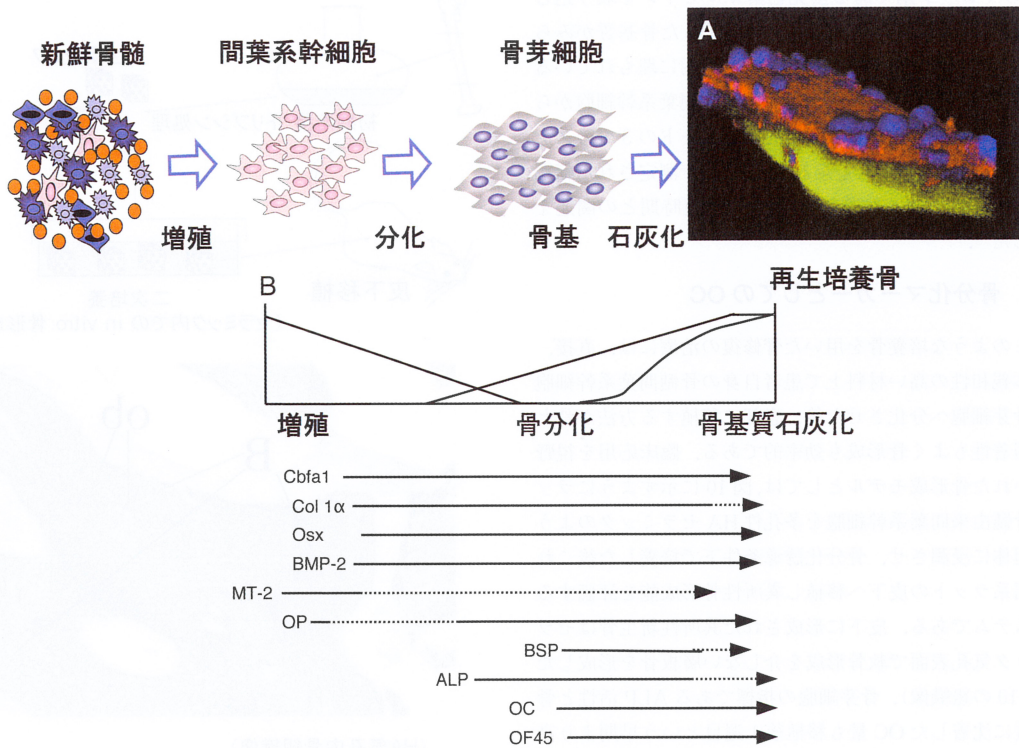 新鮮骨髄
間葉系幹細胞
骨芽細胞
A
増殖
分化
骨基
石灰化
再生培養骨
B
増殖
骨分化
骨基質石灰化
Cbfa1
Col 1α
Osx
BMP-2
MT-2
OP
BSP
ALP
OC
OF45